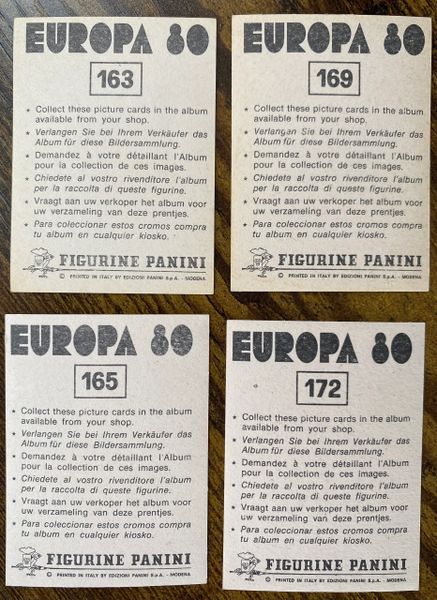 EUROPA 80
163
★ Collect these picture cards in the album
available from your shop.
★ Verlangen Sie bei Ihrem Verkäufer das
Album für diese Bildersammlung.
★ Demandez à votre détaillant l'Album
pour la collection de ces images.
★ Chiedete al vostro rivenditore l'album
per la raccolta di queste figurine.
★ Vraagt aan uw verkoper het album voor
uw verzameling van deze prentjes.
★ Para coleccionar estos cromos compra
tu album en cualquier kiosko.
FIGURINE PANINI
© PRINTED IN ITALY BY EDIZIONI PANINI S.p.A. - MODENA
EUROPA 80
169
★ Collect these picture cards in the album
available from your shop.
★ Verlangen Sie bei Ihrem Verkäufer das
Album für diese Bildersammlung.
★ Demandez à votre détaillant l'Album
pour la collection de ces images.
★ Chiedete al vostro rivenditore l'album
per la raccolta di queste figurine.
★ Vraagt aan uw verkoper het album voor
uw verzameling van deze prentjes.
★ Para coleccionar estos cromos compra
tu album en cualquier kiosko.
FIGURINE PANINI
© PRINTED IN ITALY BY EDIZIONI PANINI S.p.A. - MODENA
EUROPA 80
165
★ Collect these picture cards in the album
available from your shop.
★ Verlangen Sie bei Ihrem Verkäufer das
Album für diese Bildersammlung.
★ Demandez à votre détaillant l'Album
pour la collection de ces images.
★ Chiedete al vostro rivenditore l'album
per la raccolta di queste figurine.
★ Vraagt aan uw verkoper het album voor
uw verzameling van deze prentjes.
★ Para coleccionar estos cromos compra
tu album en cualquier kiosko.
FIGURINE PANINI
© PRINTED IN ITALY BY EDIZIONI PANINI S.p.A. - MODENA
EUROPA 80
172
★ Collect these picture cards in the album
available from your shop.
★ Verlangen Sie bei Ihrem Verkäufer das
Album für diese Bildersammlung.
★ Demandez à votre détaillant l'Album
pour la collection de ces images.
★ Chiedete al vostro rivenditore l'album
per la raccolta di queste figurine.
★ Vraagt aan uw verkoper het album voor
uw verzameling van deze prentjes.
★ Para coleccionar estos cromos compra
tu album en cualquier kiosko.
FIGURINE PANINI
© PRINTED IN ITALY BY EDIZIONI PANINI S.p.A. - MODENA